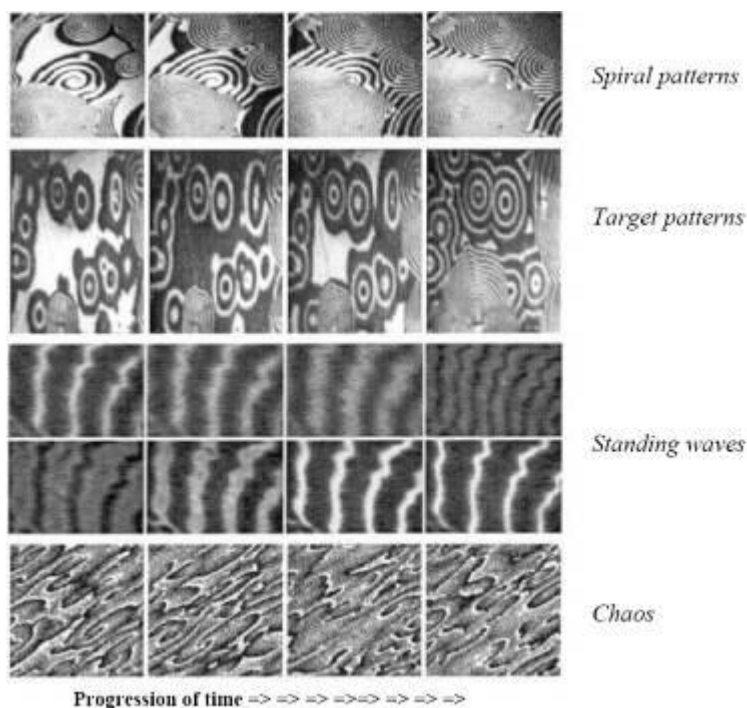 Spiral patterns
Target patterns
Standing waves
Chaos
Progression of time => => => =>=> => => =>